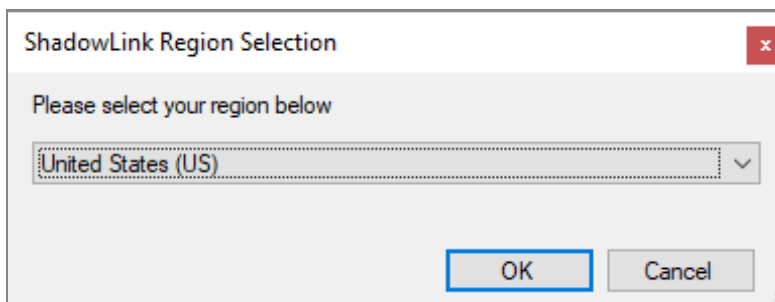 ShadowLink Region Selection
x
Please select your region below
United States (US)
OK Cancel